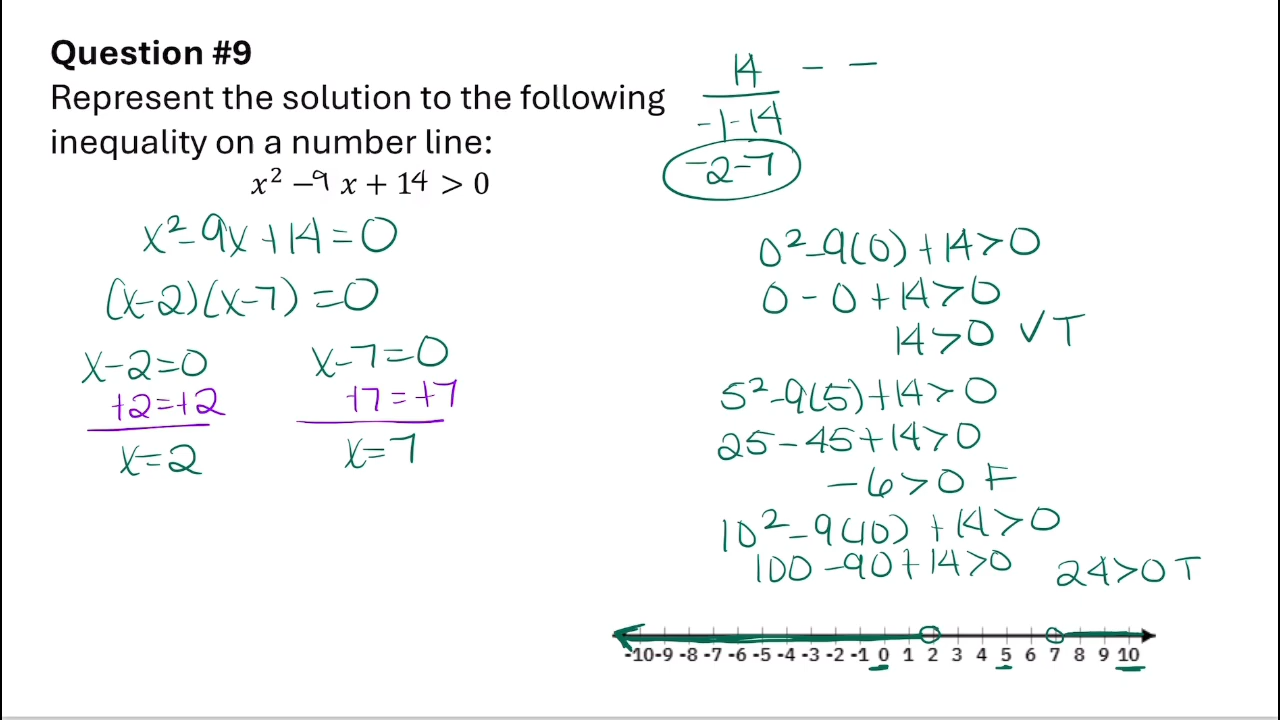 Question #9
Represent the solution to the following
inequality on a number line:
x² -9 x + 14 > 0
x²-9x+14=0
(x-2)(x-7)=0
x-2=0
+2=+2
x=2
x-7=0
+7=+7
x=7
14 - -
-1-14
-2-7
0²-9(0)+14>0
0-0+14>0
14>0 √T
5²-9(5)+14>0
25-45+14>0
-6>0 F
10²-9(10)+14>0
100-90+14>0 24>0 T
-10 -9 -8 -7 -6 -5 -4 -3 -2 -1 0 1 2 3 4 5 6 7 8 9 10